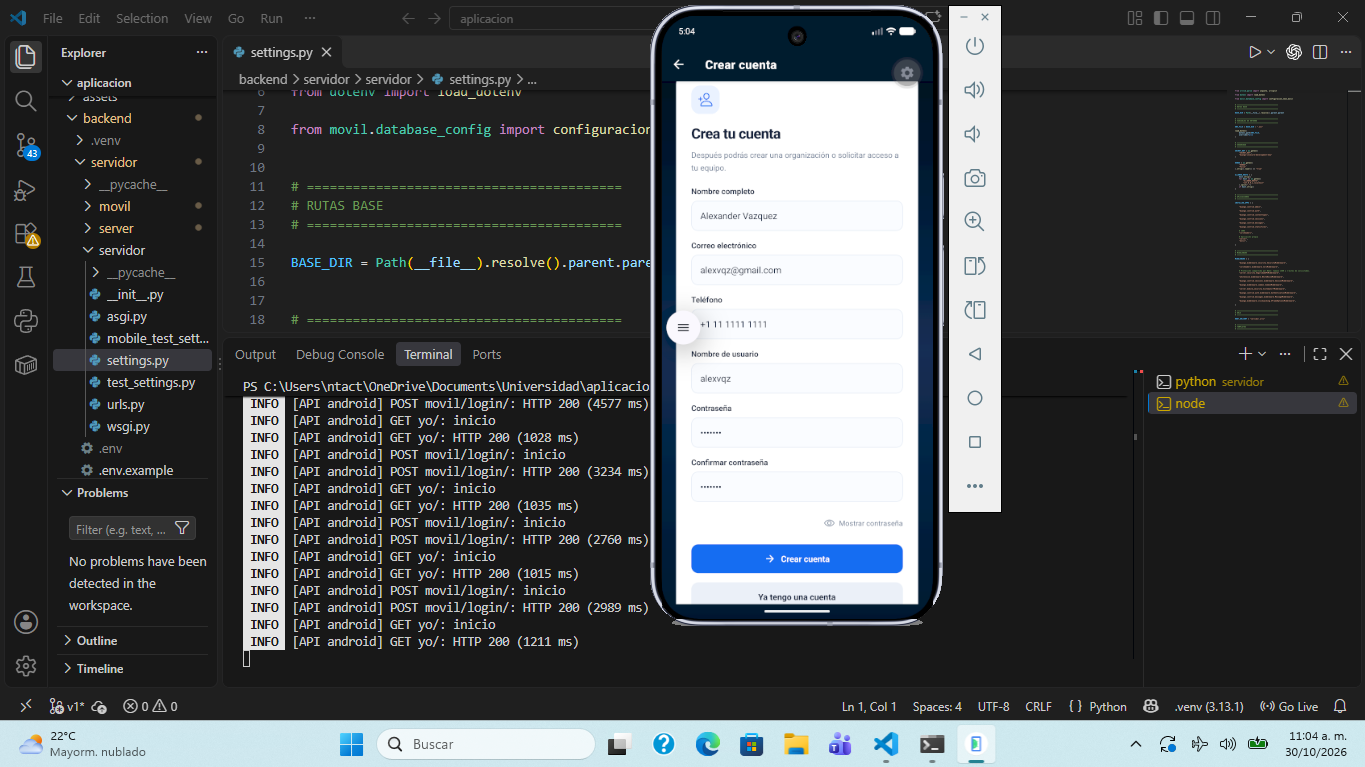 File Edit Selection View Go Run ...
aplicacion
Explorer
aplicacion
assets
backend
.venv
servidor
__pycache__
movil
server
servidor
__pycache__
__init__.py
asgi.py
mobile_test_sett...
settings.py
test_settings.py
urls.py
wsgi.py
.env
.env.example
43
Problems
Filter (e.g. text, ...
No problems have been
detected in the
workspace.
Outline
Timeline
settings.py
backend > servidor > servidor > settings.py > ...
6 from dotenv import load_dotenv
7
8 from movil.database_config import configuracion
9
10
11 # =========================================
12 # RUTAS BASE
13 # =========================================
14
15 BASE_DIR = Path(__file__).resolve().parent.pare
16
17
18 # =========================================
Output Debug Console Terminal Ports
PS C:\Users\ntact\OneDrive\Documents\Universidad\aplicacio
INFO [API android] POST movil/login/: HTTP 200 (4577 ms)
INFO [API android] GET yo/: inicio
INFO [API android] GET yo/: HTTP 200 (1028 ms)
INFO [API android] POST movil/login/: inicio
INFO [API android] POST movil/login/: HTTP 200 (3234 ms)
INFO [API android] GET yo/: inicio
INFO [API android] GET yo/: HTTP 200 (1035 ms)
INFO [API android] POST movil/login/: inicio
INFO [API android] POST movil/login/: HTTP 200 (2760 ms)
INFO [API android] GET yo/: inicio
INFO [API android] GET yo/: HTTP 200 (1015 ms)
INFO [API android] POST movil/login/: inicio
INFO [API android] POST movil/login/: HTTP 200 (2989 ms)
INFO [API android] GET yo/: inicio
INFO [API android] GET yo/: HTTP 200 (1211 ms)
python servidor
node
5:04
Crear cuenta
Crea tu cuenta
Después podrás crear una organización o solicitar acceso a
tu equipo.
Nombre completo
Alexander Vazquez
Correo electrónico
alexvqz@gmail.com
Teléfono
+1 11 1111 1111
Nombre de usuario
alexvqz
Contraseña
•••••••
Confirmar contraseña
•••••••
Mostrar contraseña
Crear cuenta
Ya tengo una cuenta
v1* 0 0
Ln 1, Col 1 Spaces: 4 UTF-8 CRLF { } Python .venv (3.13.1) Go Live
22°C
Mayorm. nublado
Buscar
11:04 a. m.
30/10/2026